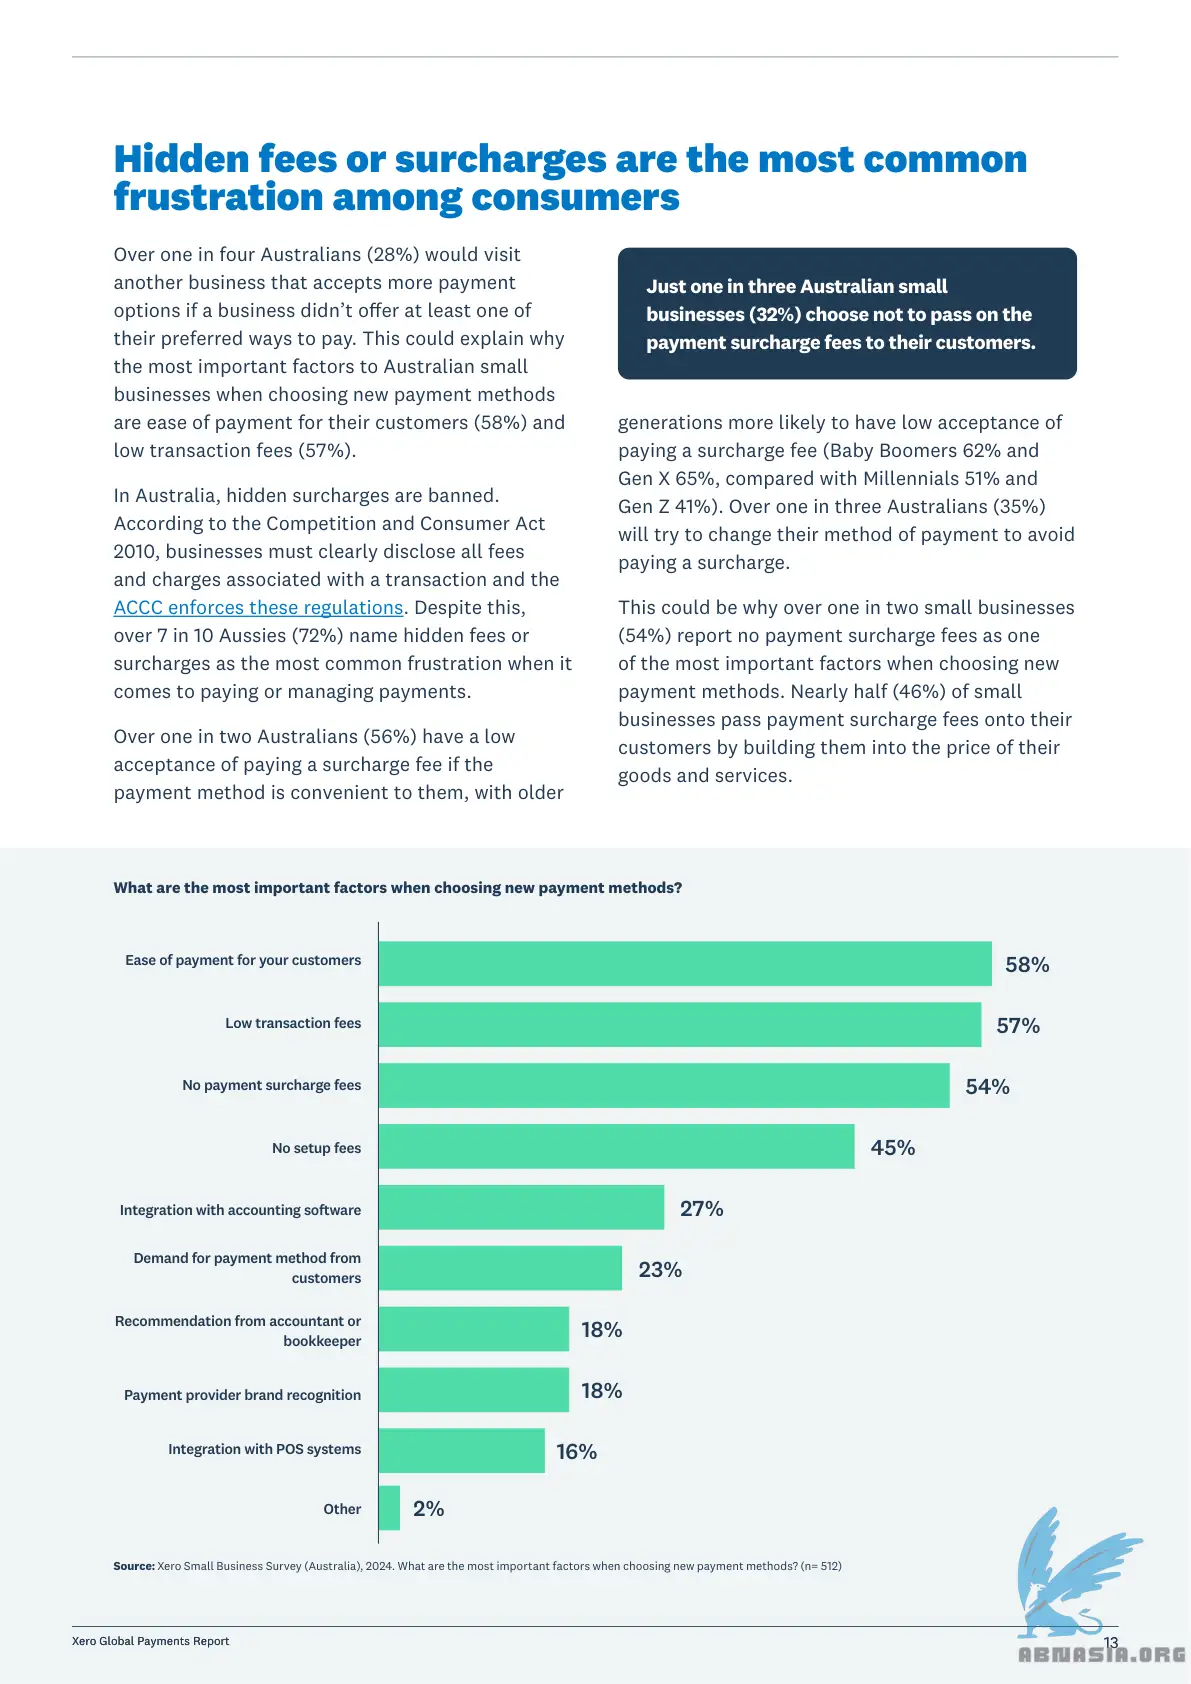 Hidden fees or surcharges are the most common
frustration among consumers
Over one in four Australians (28%) would visit
another business that accepts more payment
options if a business didn’t offer at least one of
their preferred ways to pay. This could explain why
the most important factors to Australian small
businesses when choosing new payment methods
are ease of payment for their customers (58%) and
low transaction fees (57%).
In Australia, hidden surcharges are banned.
According to the Competition and Consumer Act
2010, businesses must clearly disclose all fees
and charges associated with a transaction and the
ACCC enforces these regulations. Despite this,
over 7 in 10 Aussies (72%) name hidden fees or
surcharges as the most common frustration when it
comes to paying or managing payments.
Over one in two Australians (56%) have a low
acceptance of paying a surcharge fee if the
payment method is convenient to them, with older
Just one in three Australian small
businesses (32%) choose not to pass on the
payment surcharge fees to their customers.
generations more likely to have low acceptance of
paying a surcharge fee (Baby Boomers 62% and
Gen X 65%, compared with Millennials 51% and
Gen Z 41%). Over one in three Australians (35%)
will try to change their method of payment to avoid
paying a surcharge.
This could be why over one in two small businesses
(54%) report no payment surcharge fees as one
of the most important factors when choosing new
payment methods. Nearly half (46%) of small
businesses pass payment surcharge fees onto their
customers by building them into the price of their
goods and services.
What are the most important factors when choosing new payment methods?
Ease of payment for your customers 58%
Low transaction fees 57%
No payment surcharge fees 54%
No setup fees 45%
Integration with accounting software 27%
Demand for payment method from
customers 23%
Recommendation from accountant or
bookkeeper 18%
Payment provider brand recognition 18%
Integration with POS systems 16%
Other 2%
Source: Xero Small Business Survey (Australia), 2024. What are the most important factors when choosing new payment methods? (n= 512)
Xero Global Payments Report 13
ABNASIA.ORG